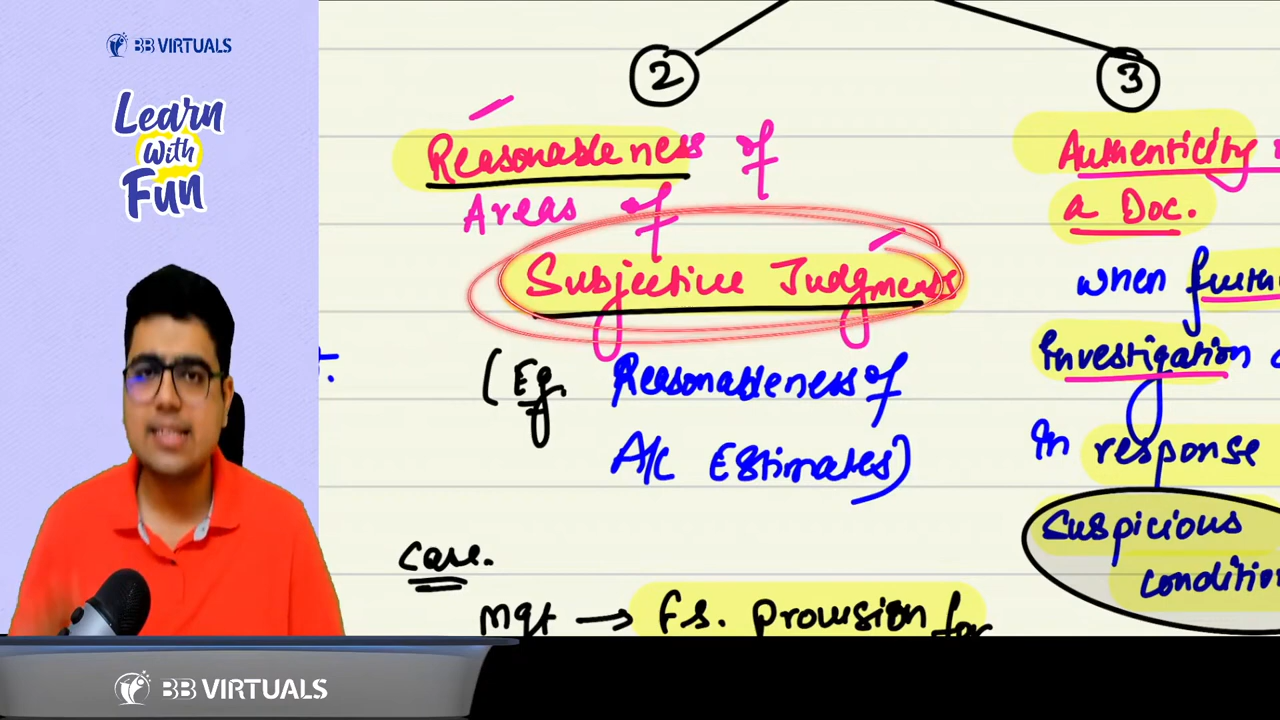 BB VIRTUALS
Learn
With
Fun
2
Reasonableness of
Areas of
Subjective Judgments
(Eg. Reasonableness of
A/c Estimates)
Case.
Mgt → Fs. provision for
3
Authenticity
a Doc.
when
Investigation
In response
Suspicious
condition
BB VIRTUALS